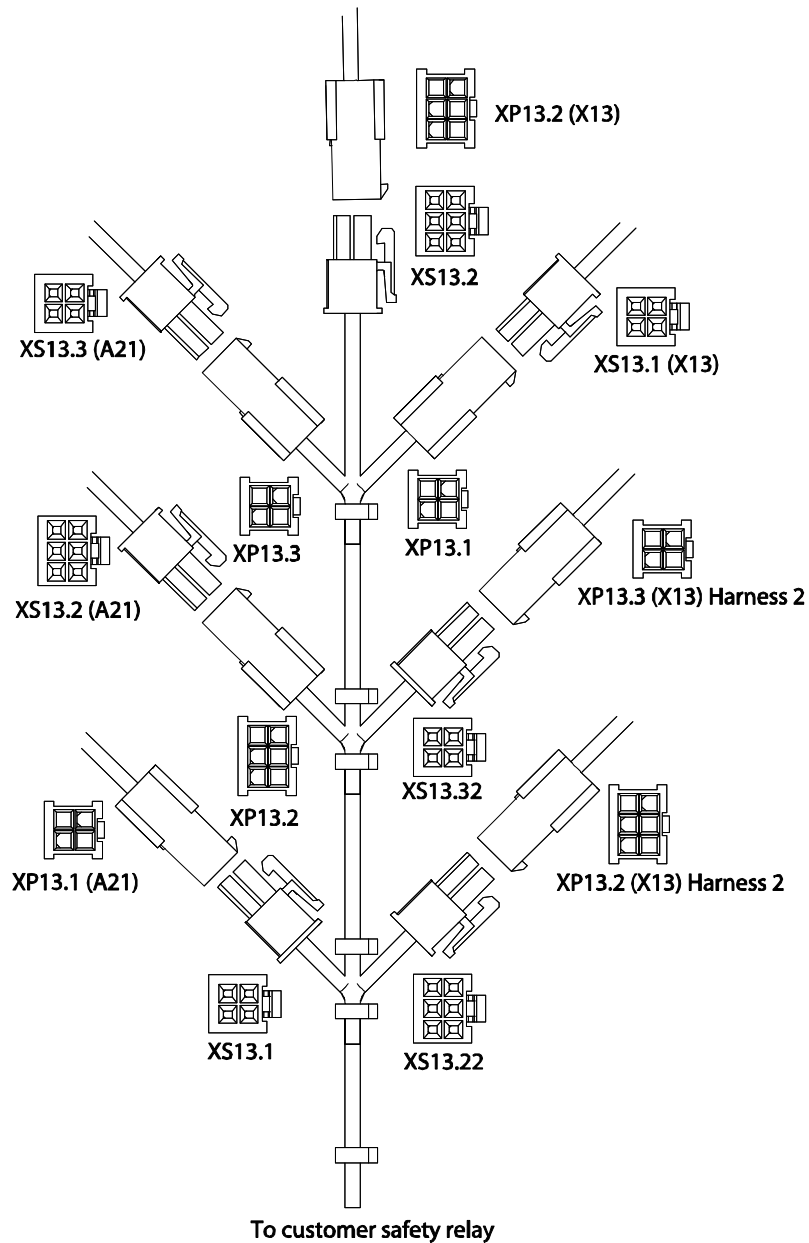 XP13.2 (X13)
XS13.2
XS13.3 (A21)
XS13.1 (X13)
XP13.3
XP13.1
XS13.2 (A21)
XP13.3 (X13) Harness 2
XS13.32
XP13.2
XP13.1 (A21)
XP13.2 (X13) Harness 2
XS13.1
XS13.22
To customer safety relay